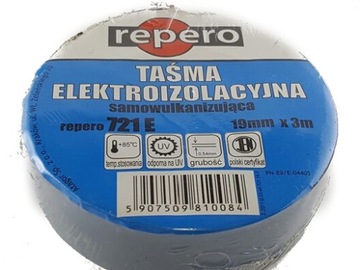 repero
TAŚMA
ELEKTROIZOLACYJNA
samowulkanizująca
repero 721 E 19mm x 3m
+85°C UV
temp.stosowania odporna na UV grubość polski certyfikat
5 907509 810084